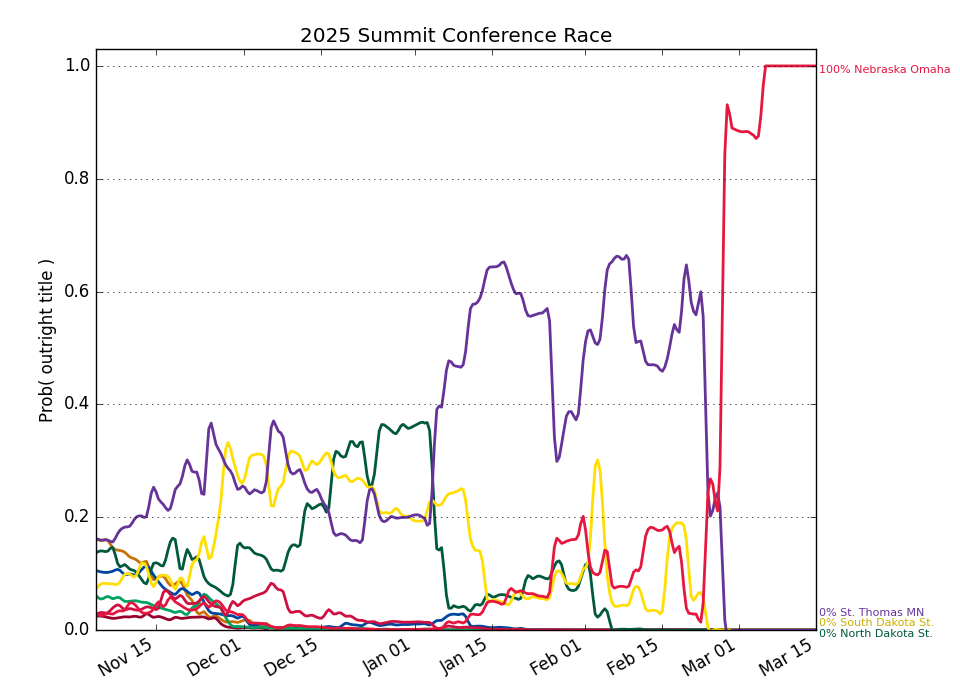 2025 Summit Conference Race
1.0
100% Nebraska Omaha
0.8
0.6
Prob( outright title )
0.4
0.2
0% St. Thomas MN
0% South Dakota St.
0.0
0% North Dakota St.
Nov 15
Dec 01
Dec 15
Jan 01
Jan 15
Feb 01
Feb 15
Mar 01
Mar 15